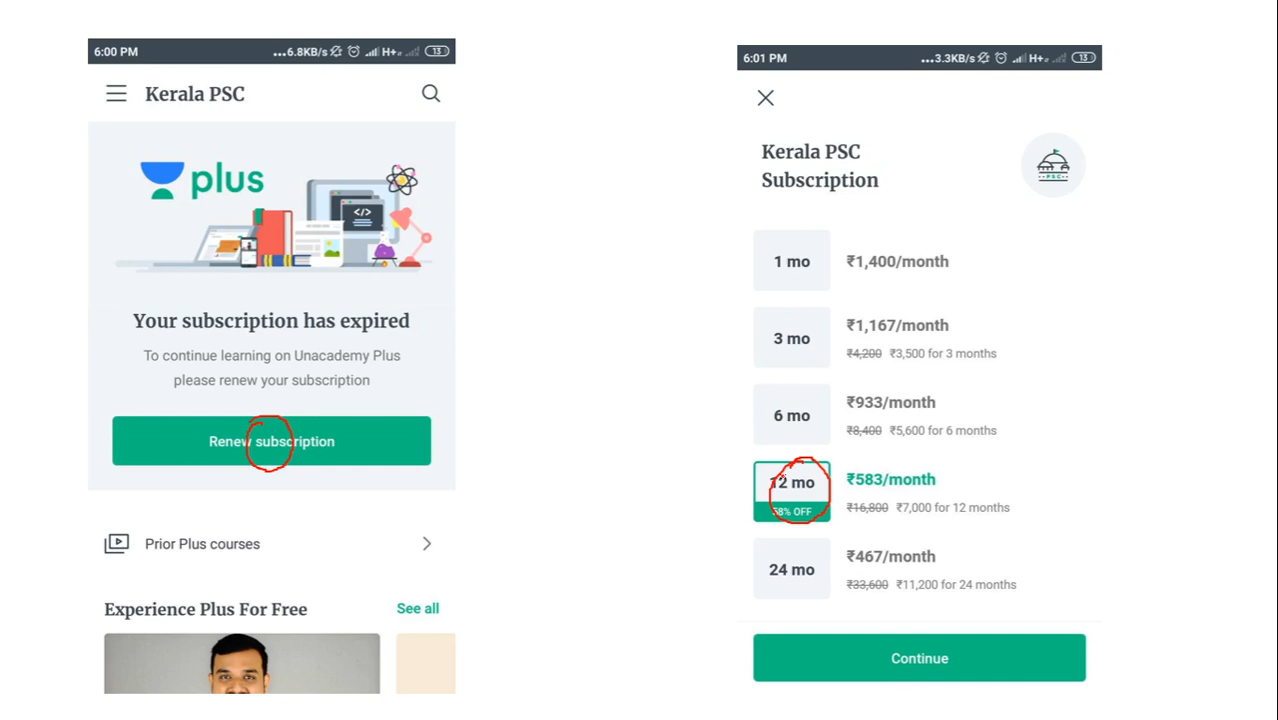 6:00 PM
...6.8KB/s H+ 13
Kerala PSC
plus
</>
Your subscription has expired
To continue learning on Unacademy Plus
please renew your subscription
Renew subscription
Prior Plus courses
Experience Plus For Free
See all
6:01 PM
...3.3KB/s H+ 13
Kerala PSC
Subscription
PSC
1 mo
₹1,400/month
3 mo
₹1,167/month
₹4,200 ₹3,500 for 3 months
6 mo
₹933/month
₹8,400 ₹5,600 for 6 months
12 mo
₹583/month
58% OFF
₹16,800 ₹7,000 for 12 months
24 mo
₹467/month
₹33,600 ₹11,200 for 24 months
Continue